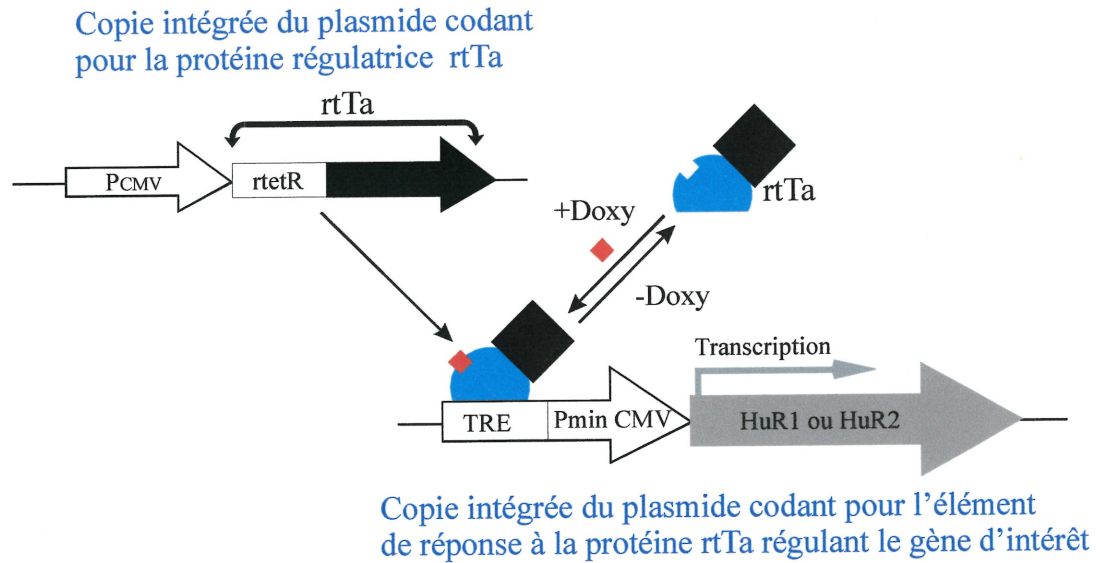 Copie intégrée du plasmide codant
pour la protéine régulatrice rtTa
rtTa
PCMV
rtetR
rtTa
+Doxy
-Doxy
Transcription
TRE
Pmin CMV
HuR1 ou HuR2
Copie intégrée du plasmide codant pour l'élément
de réponse à la protéine rtTa régulant le gène d'intérêt